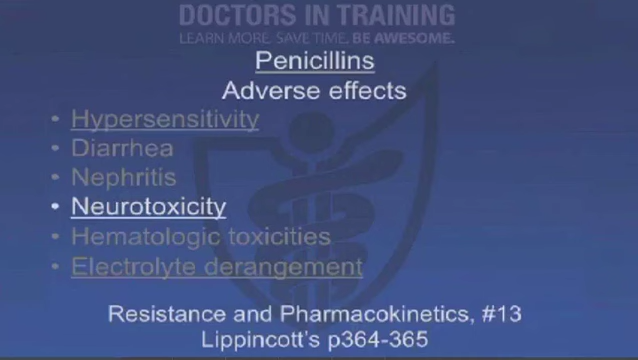 DOCTORS IN TRAINING
LEARN MORE. SAVE TIME. BE AWESOME.
Penicillins
Adverse effects
• Hypersensitivity
• Diarrhea
• Nephritis
• Neurotoxicity
• Hematologic toxicities
• Electrolyte derangement
Resistance and Pharmacokinetics, #13
Lippincott's p364-365